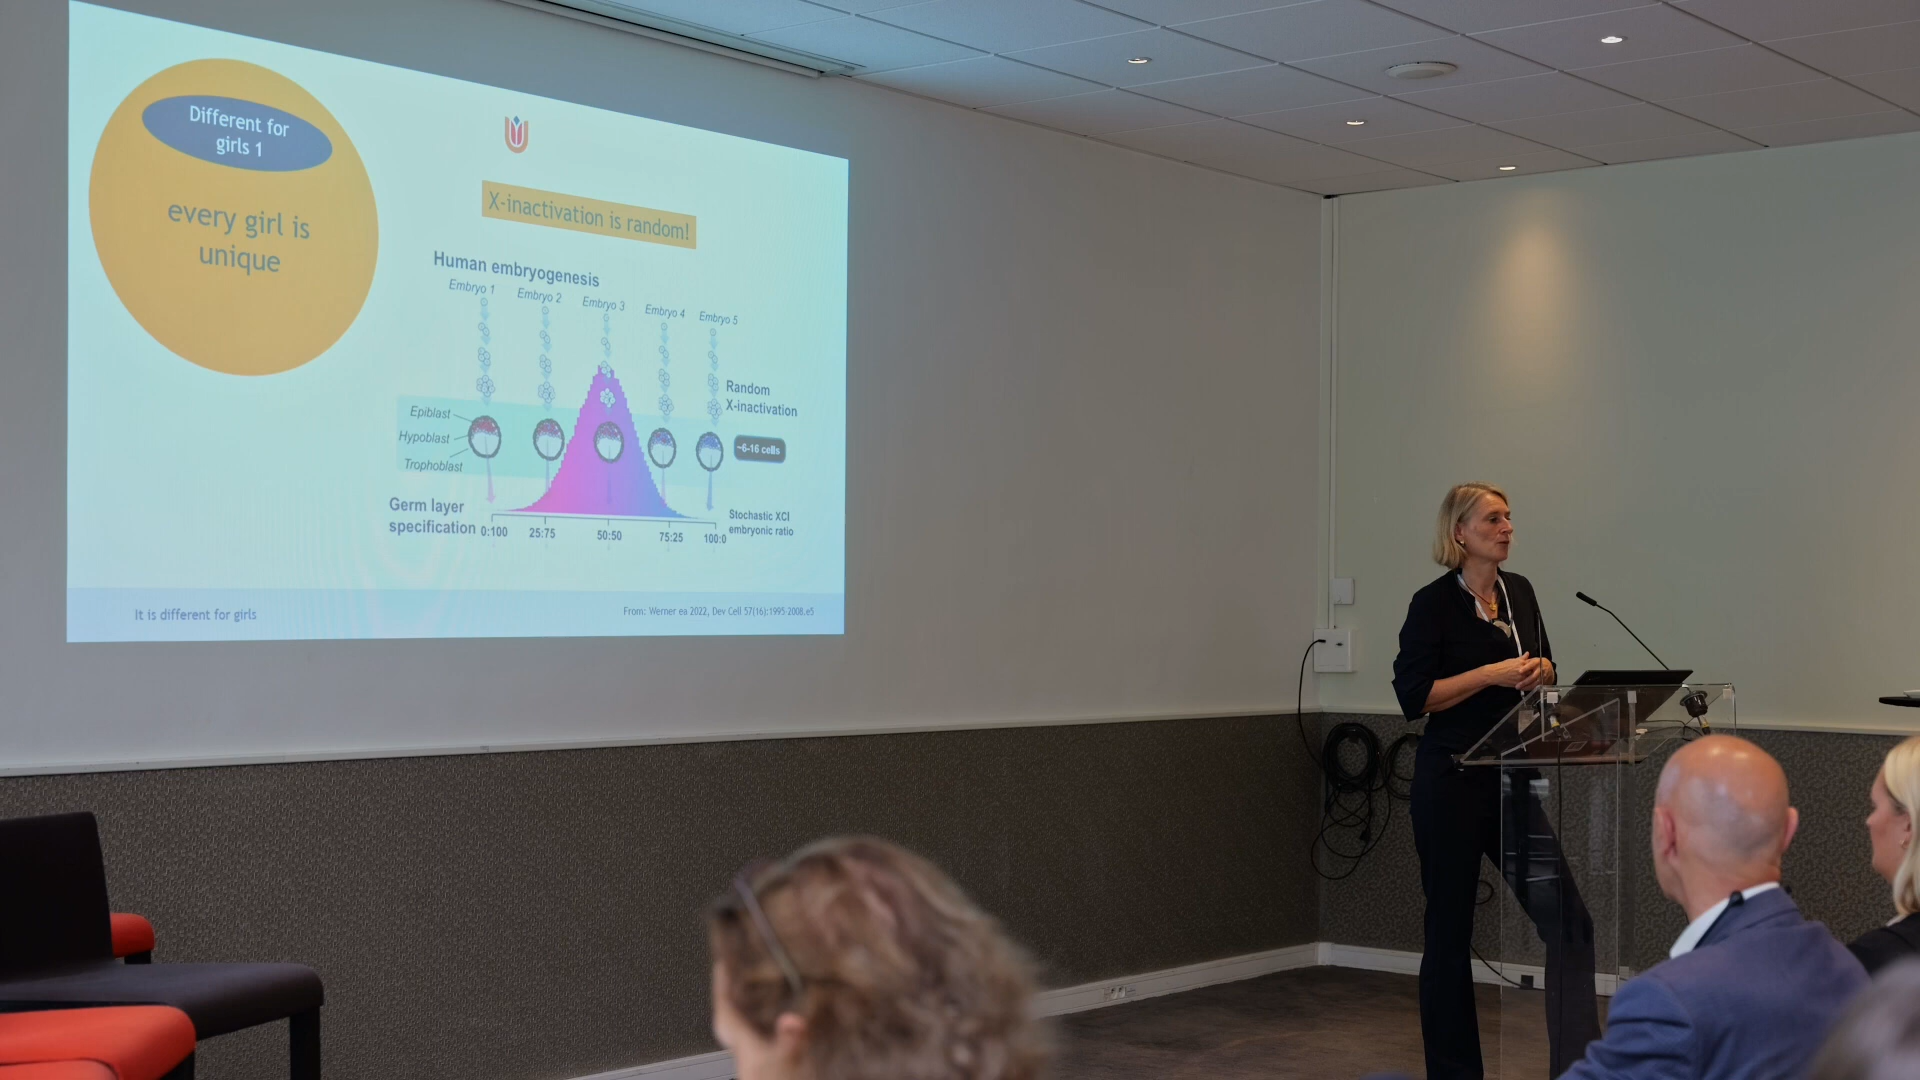 Different for
girls 1
every girl is
unique
X-inactivation is random!
Human embryogenesis
Embryo 1
Embryo 2
Embryo 3
Embryo 4
Embryo 5
Random
X-inactivation
Epiblast
Hypoblast
Trophoblast
~6-16 cells
Germ layer
specification
0:100
25:75
50:50
75:25
100:0
Stochastic XCI
embryonic ratio
It is different for girls
From: Werner ea 2022, Dev Cell 57(16):1995-2008.e5